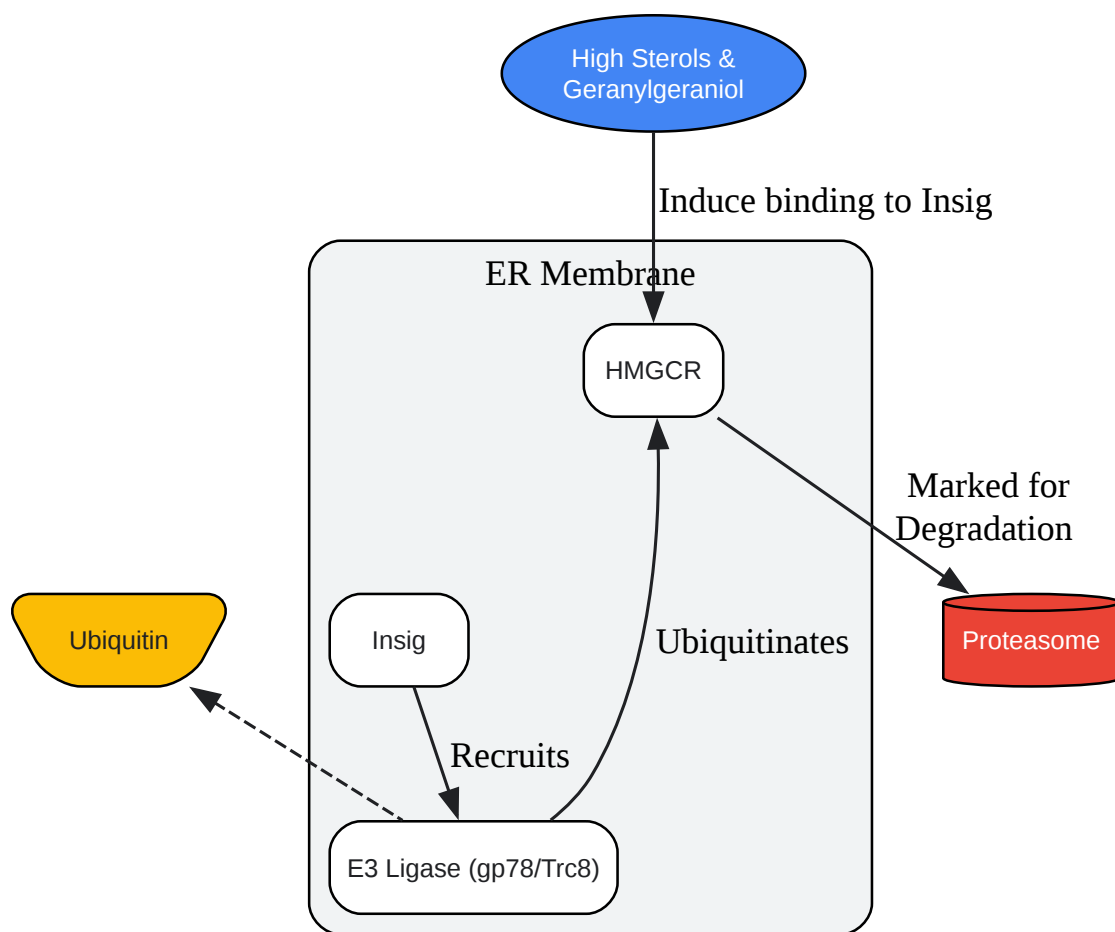 High Sterols &
Geranylgeraniol
Induce binding to Insig
ER Membrane
HMGCR
Marked for
Degradation
Ubiquitin
Insig
Ubiquitinates
Proteasome
Recruits
E3 Ligase (gp78/Trc8)